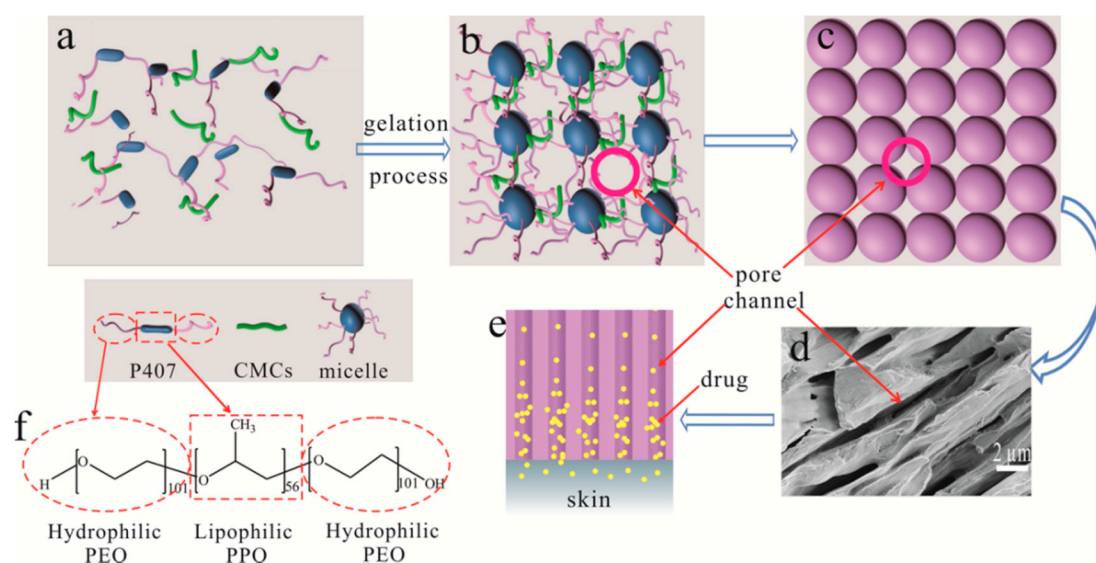 a
gelation
process
b
c
pore
channel
P407
CMCs
micelle
e
drug
skin
d
2 μm
f
CH3
H
O
101
O
56
O
101
OH
Hydrophilic
PEO
Lipophilic
PPO
Hydrophilic
PEO